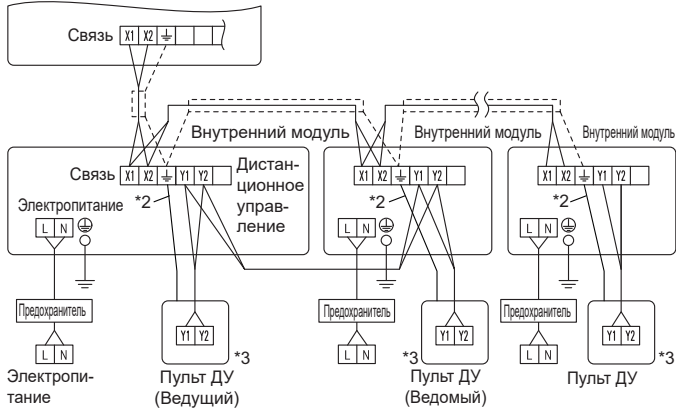 Связь X1 X2
Внутренний модуль Внутренний модуль Внутренний модуль
Связь X1 X2 Y1 Y2 Дистан-
ционное
управ-
ление
X1 X2 Y1 Y2
X1 X2 Y1 Y2
*2 *2 *2
Электропитание
L N L N L N
Предохранитель Предохранитель Предохранитель
Y1 Y2 Y1 Y2 Y1 Y2
L N *3 L N *3 L N *3
Электропи-
тание
Пульт ДУ
(Ведущий)
Пульт ДУ
(Ведомый)
Пульт ДУ